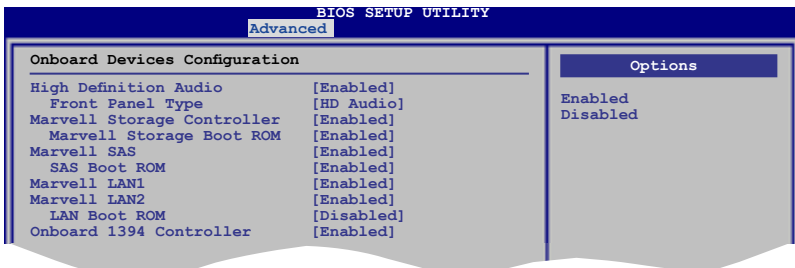 BIOS SETUP UTILITY
Advanced
Onboard Devices Configuration
High Definition Audio [Enabled]
Front Panel Type [HD Audio]
Marvell Storage Controller [Enabled]
Marvell Storage Boot ROM [Enabled]
Marvell SAS [Enabled]
SAS Boot ROM [Enabled]
Marvell LAN1 [Enabled]
Marvell LAN2 [Enabled]
LAN Boot ROM [Disabled]
Onboard 1394 Controller [Enabled]
Options
Enabled
Disabled